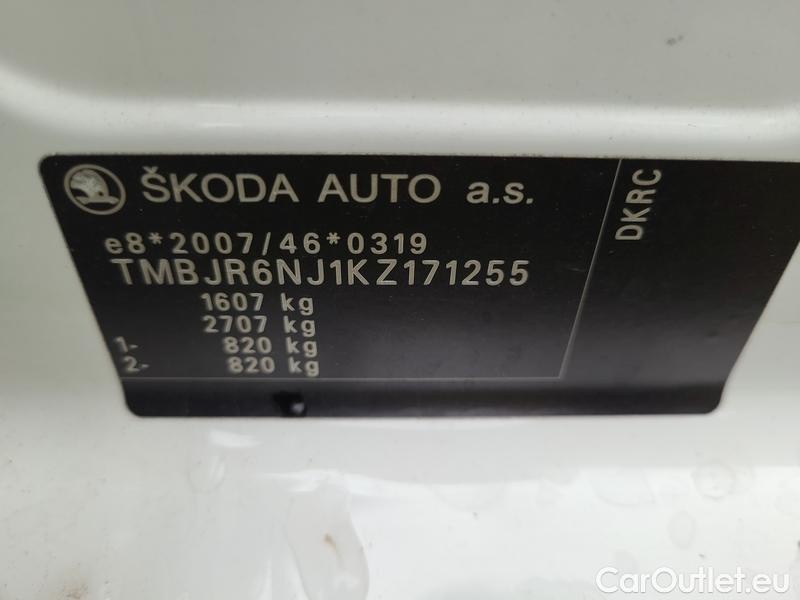 ŠKODA AUTO a.s.
e8*2007/46*0319
TMBJR6NJ1KZ171255
1607 kg
2707 kg
1- 820 kg
2- 820 kg
DKRC
CarOutlet.eu